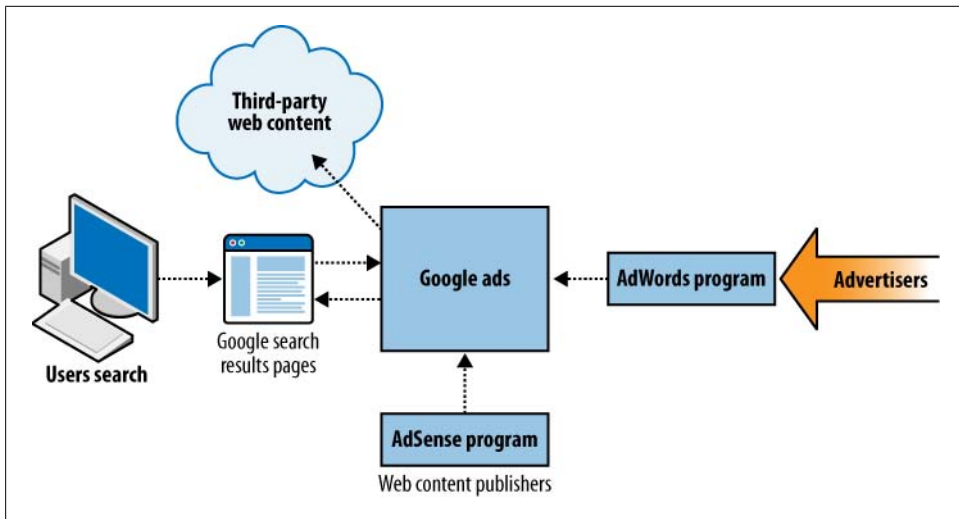 Third-party
web content
Google ads
AdWords program
Advertisers
Google search
results pages
Users search
AdSense program
Web content publishers